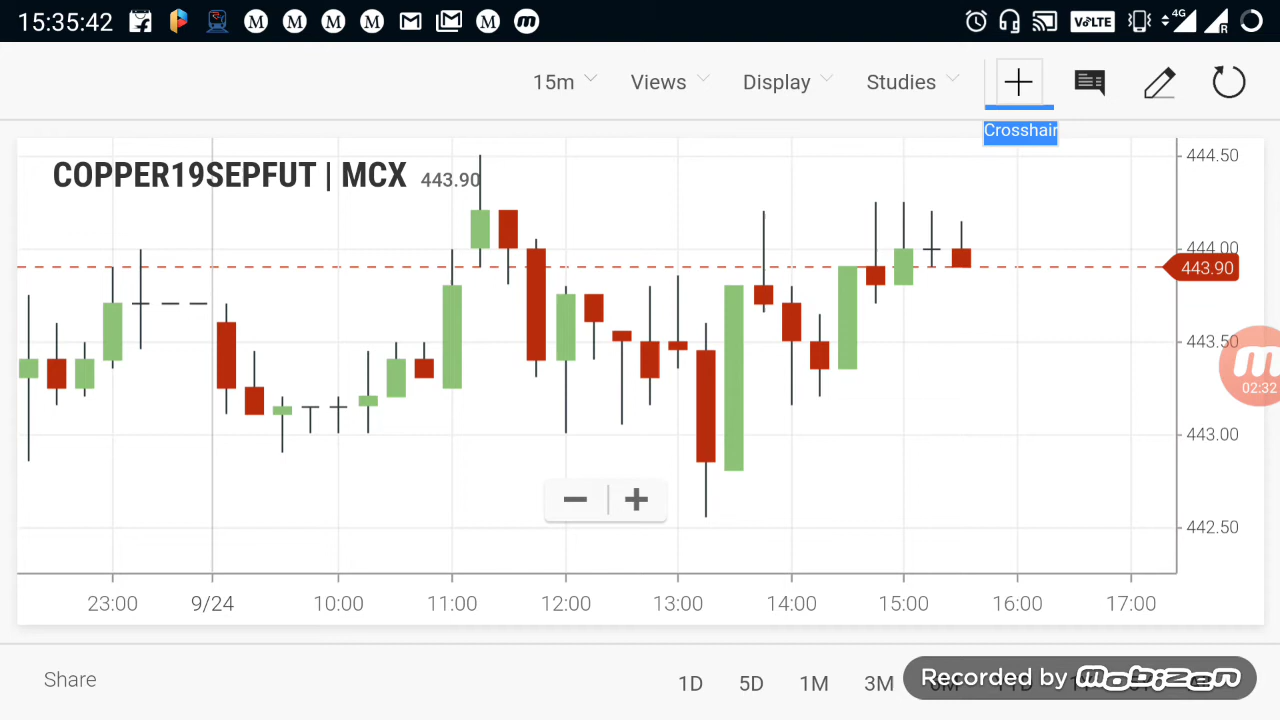 15:35:42 M M M M M VoLTE 4G R
15m Views Display Studies
Crosshair
COPPER19SEPFUT | MCX 443.90
444.50
444.00
443.90
443.50
02:32
443.00
442.50
23:00 9/24 10:00 11:00 12:00 13:00 14:00 15:00 16:00 17:00
Share 1D 5D 1M 3M
Recorded by mobizen